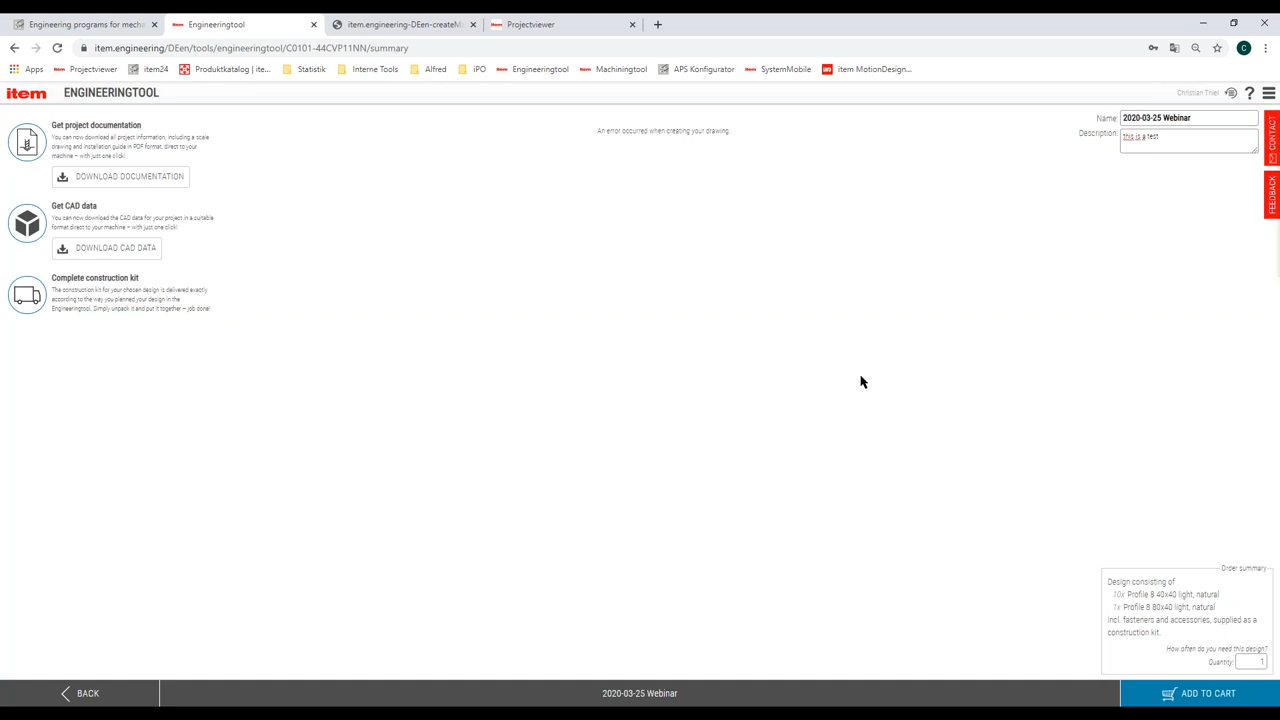 Engineering programs for mecha
item Engineeringtool
item.engineering-DEen-createMa
item Projectviewer
item.engineering/DEen/tools/engineeringtool/C0101-44CVP11NN/summary
C
Apps
item Projectviewer
item24
Produktkatalog | ite...
Statistik
Interne Tools
Alfred
iPO
item Engineeringtool
item Machiningtool
APS Konfigurator
item SystemMobile
item MotionDesign...
item ENGINEERINGTOOL
Christian Thiel
?
Get project documentation
You can now download all project information, including a scale
drawing and installation guide in PDF format, direct to your
machine – with just one click!
DOWNLOAD DOCUMENTATION
Get CAD data
You can now download the CAD data for your project in a suitable
format direct to your machine – with just one click!
DOWNLOAD CAD DATA
Complete construction kit
The construction kit for your chosen design is delivered exactly
according to the way you planned your design in the
Engineeringtool. Simply unpack it and put it together – job done!
An error occurred when creating your drawing.
Name: 2020-03-25 Webinar
Description: this is a test
CONTACT
FEEDBACK
Order summary
Design consisting of
10x Profile 8 40x40 light, natural
1x Profile 8 80x40 light, natural
incl. fasteners and accessories, supplied as a
construction kit.
How often do you need this design?
Quantity: 1
BACK
2020-03-25 Webinar
ADD TO CART